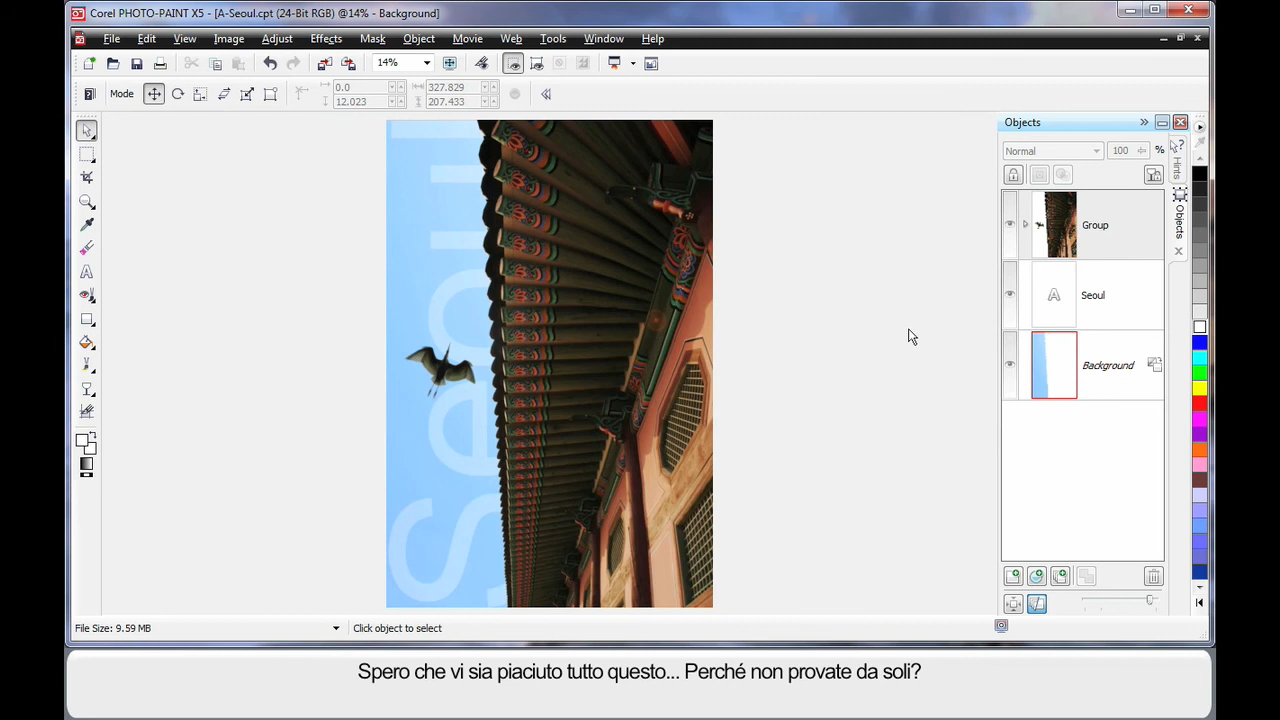 Corel PHOTO-PAINT X5 - [A-Seoul.cpt (24-Bit RGB) @14% - Background]
File Edit View Image Adjust Effects Mask Object Movie Web Tools Window Help
14%
Mode
0.0
12.023
327.829
207.433
Seoul
Objects
Normal 100 %
Group
Seoul
Background
Hints
Objects
File Size: 9.59 MB
Click object to select
Spero che vi sia piaciuto tutto questo... Perché non provate da soli?